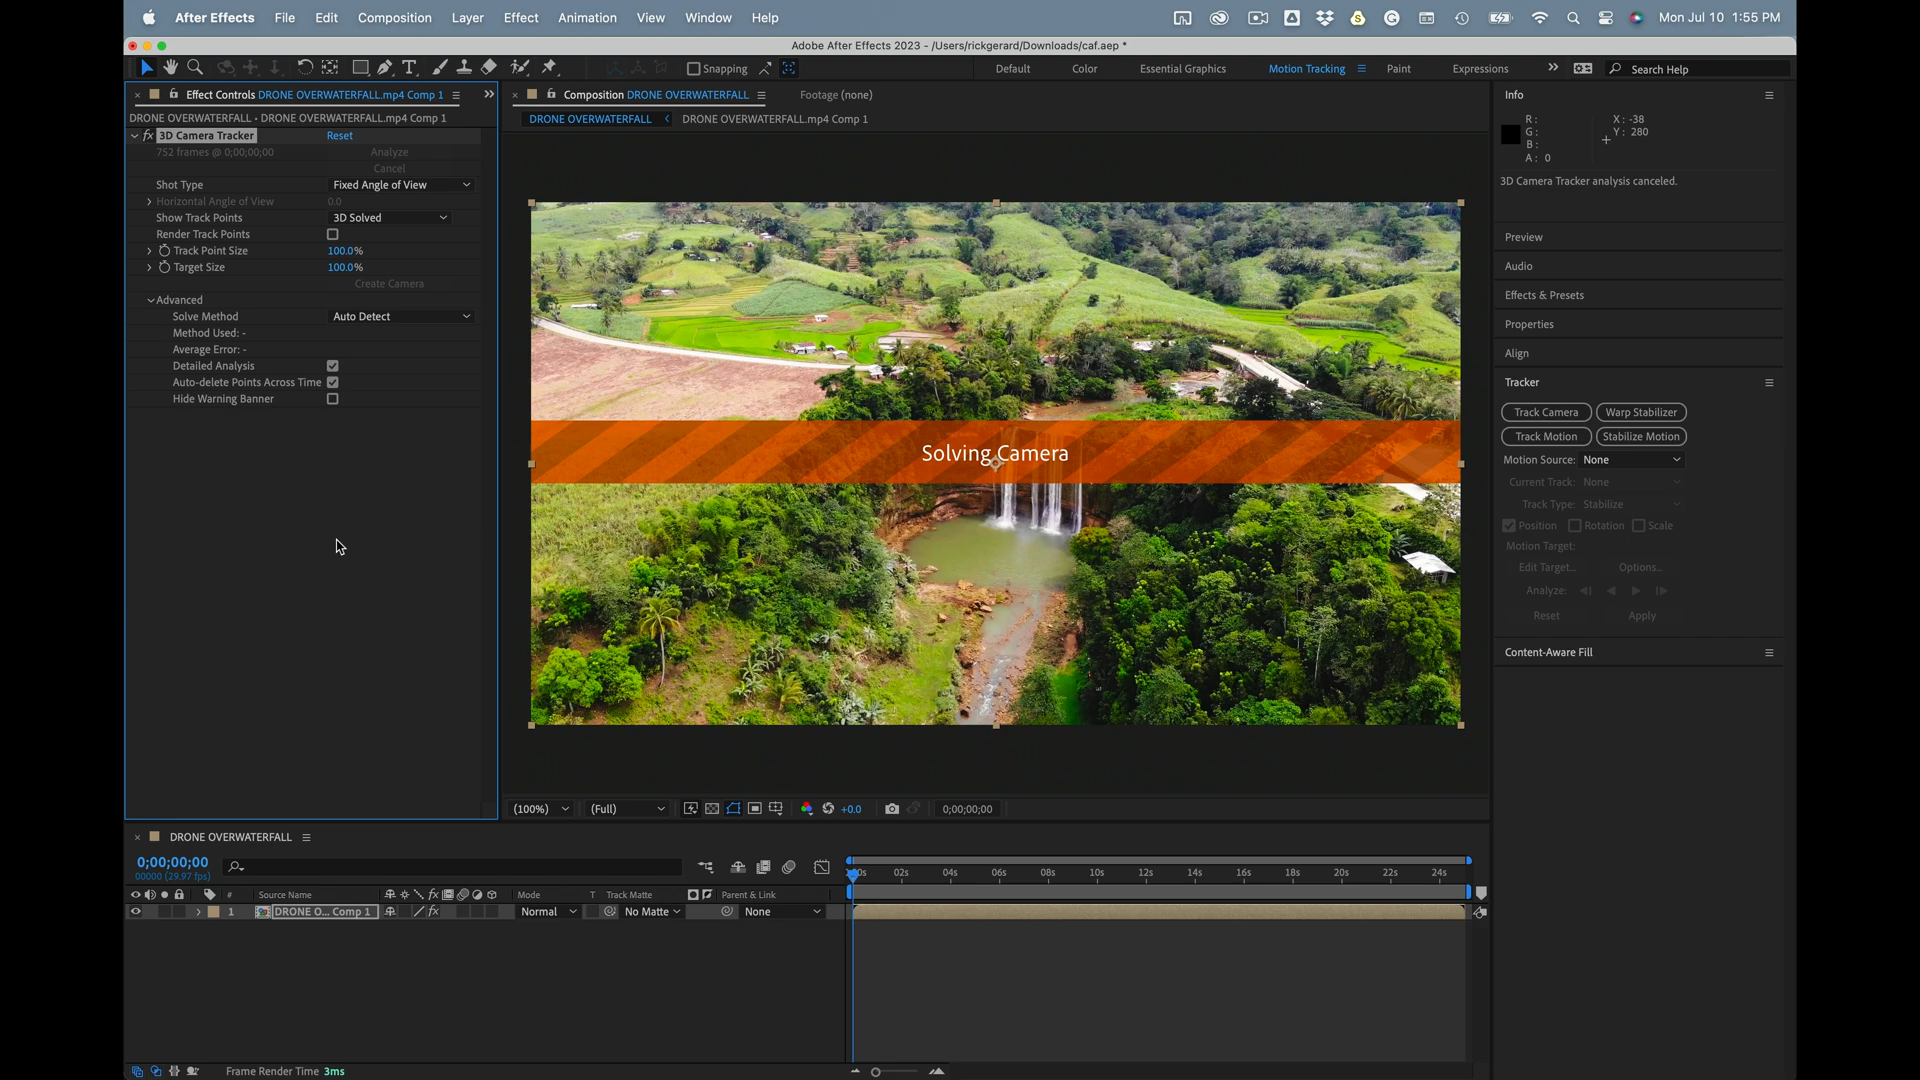 After Effects File Edit Composition Layer Effect Animation View Window Help Mon Jul 10 1:55 PM
Adobe After Effects 2023 - /Users/rickgerard/Downloads/caf.aep *
Snapping Default Color Essential Graphics Motion Tracking Paint Expressions Search Help
Effect Controls DRONE OVERWATERFALL.mp4 Comp 1
DRONE OVERWATERFALL • DRONE OVERWATERFALL.mp4 Comp 1
fx 3D Camera Tracker Reset
752 frames @ 0;00;00;00 Analyze
Cancel
Shot Type Fixed Angle of View
Horizontal Angle of View 0.0
Show Track Points 3D Solved
Render Track Points
Track Point Size 100.0%
Target Size 100.0%
Create Camera
Advanced
Solve Method Auto Detect
Method Used: -
Average Error: -
Detailed Analysis
Auto-delete Points Across Time
Hide Warning Banner
Composition DRONE OVERWATERFALL Footage (none)
DRONE OVERWATERFALL DRONE OVERWATERFALL.mp4 Comp 1
Solving Camera
(100%) (Full) +0.0 0;00;00;00
Info
R: X: -38
G: Y: 280
B:
A: 0
3D Camera Tracker analysis canceled.
Preview
Audio
Effects & Presets
Properties
Align
Tracker
Track Camera Warp Stabilizer
Track Motion Stabilize Motion
Motion Source: None
Current Track: None
Track Type: Stabilize
Position Rotation Scale
Motion Target:
Edit Target... Options...
Analyze:
Reset Apply
Content-Aware Fill
DRONE OVERWATERFALL
0;00;00;00
00000 (29.97 fps)
00s 02s 04s 06s 08s 10s 12s 14s 16s 18s 20s 22s 24s
# Source Name fx Mode T Track Matte Parent & Link
1 DRONE O... Comp 1 fx Normal No Matte None
Frame Render Time 3ms